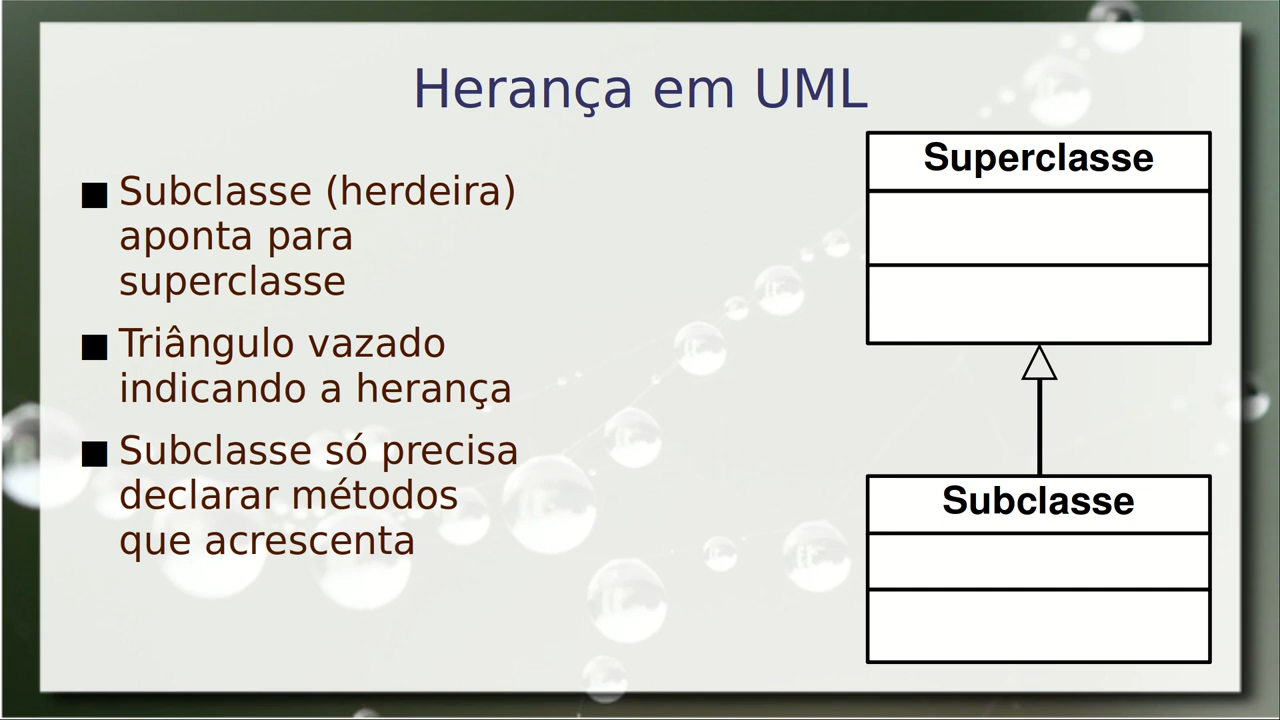 Herança em UML
Subclasse (herdeira)
aponta para
superclasse
Triângulo vazado
indicando a herança
Subclasse só precisa
declarar métodos
que acrescenta
Superclasse
Subclasse